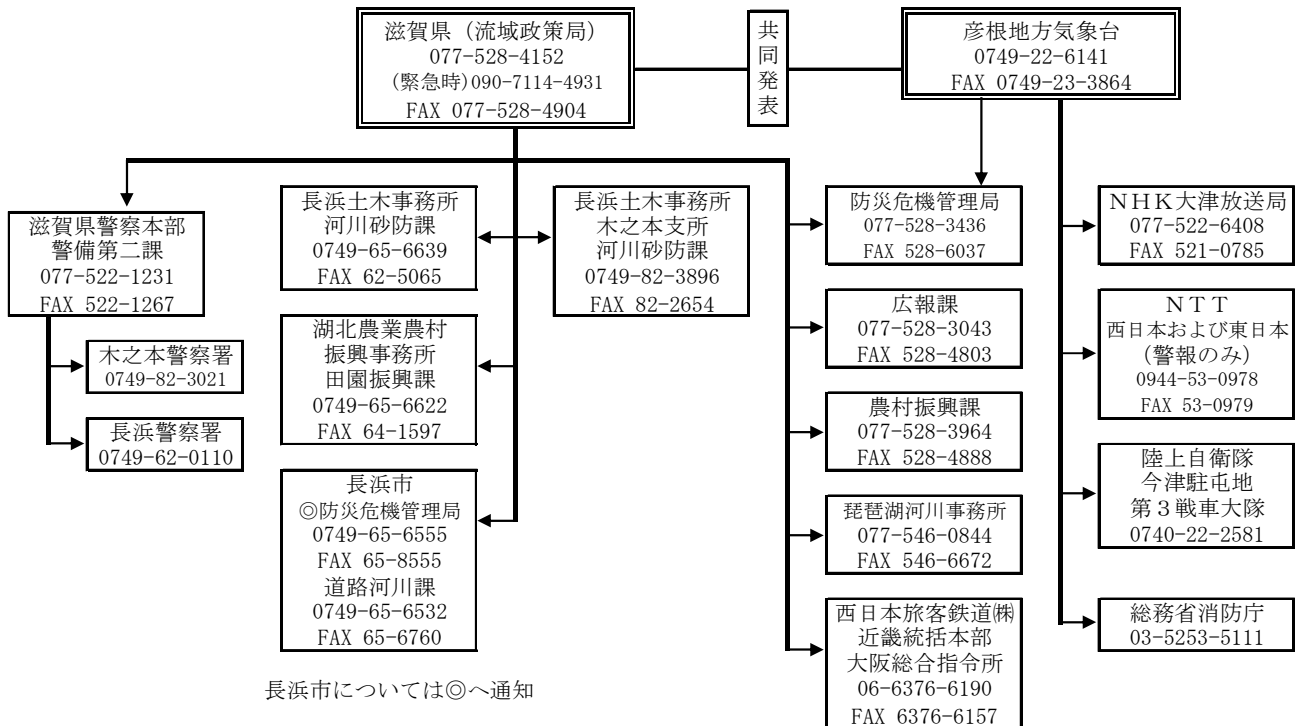 滋賀県（流域政策局）
077-528-4152
(緊急時)090-7114-4931
FAX 077-528-4904
共同発表
彦根地方気象台
0749-22-6141
FAX 0749-23-3864
滋賀県警察本部
警備第二課
077-522-1231
FAX 522-1267
木之本警察署
0749-82-3021
長浜警察署
0749-62-0110
長浜土木事務所
河川砂防課
0749-65-6639
FAX 62-5065
湖北農業農村
振興事務所
田園振興課
0749-65-6622
FAX 64-1597
長浜市
◎防災危機管理局
0749-65-6555
FAX 65-8555
道路河川課
0749-65-6532
FAX 65-6760
長浜土木事務所
木之本支所
河川砂防課
0749-82-3896
FAX 82-2654
防災危機管理局
077-528-3436
FAX 528-6037
広報課
077-528-3043
FAX 528-4803
農村振興課
077-528-3964
FAX 528-4888
琵琶湖河川事務所
077-546-0844
FAX 546-6672
西日本旅客鉄道㈱
近畿統括本部
大阪総合指令所
06-6376-6190
FAX 6376-6157
ＮＨＫ大津放送局
077-522-6408
FAX 521-0785
ＮＴＴ
西日本および東日本
（警報のみ）
0944-53-0978
FAX 53-0979
陸上自衛隊
今津駐屯地
第３戦車大隊
0740-22-2581
総務省消防庁
03-5253-5111
長浜市については◎へ通知